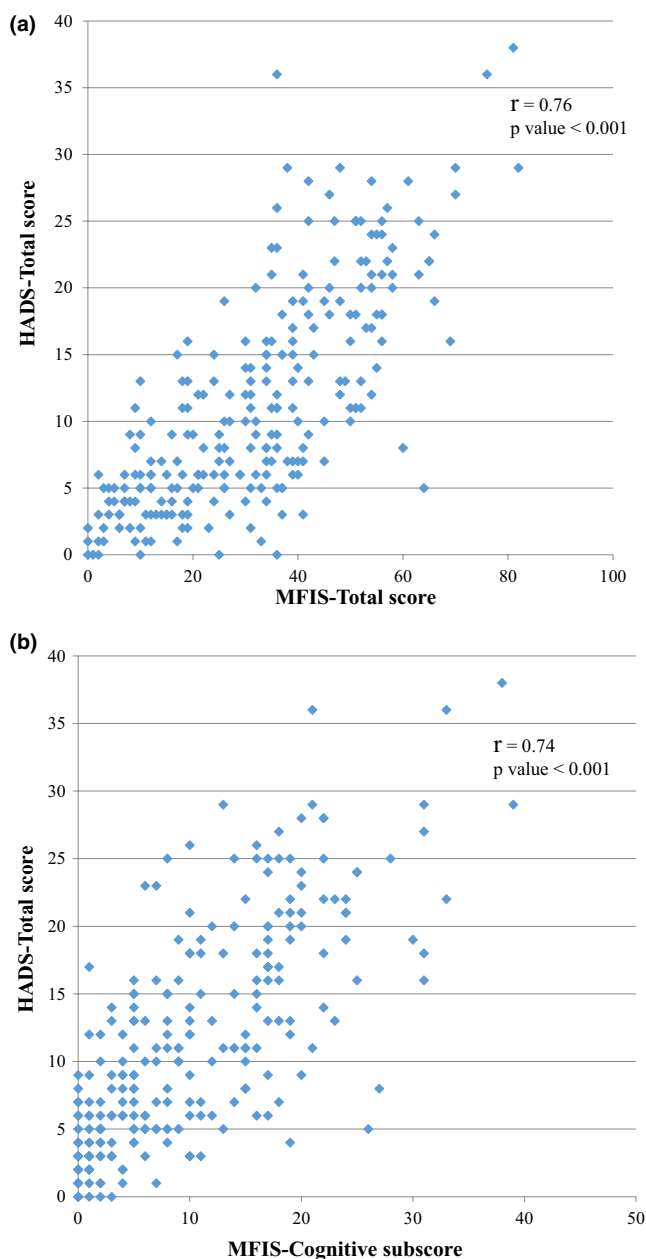 (a)
40
35
30
25
20
15
10
5
0
HADS-Total score
r = 0.76
p value < 0.001
0 20 40 60 80 100
MFIS-Total score
(b)
40
35
30
25
20
15
10
5
0
HADS-Total score
r = 0.74
p value < 0.001
0 10 20 30 40 50
MFIS-Cognitive subscore